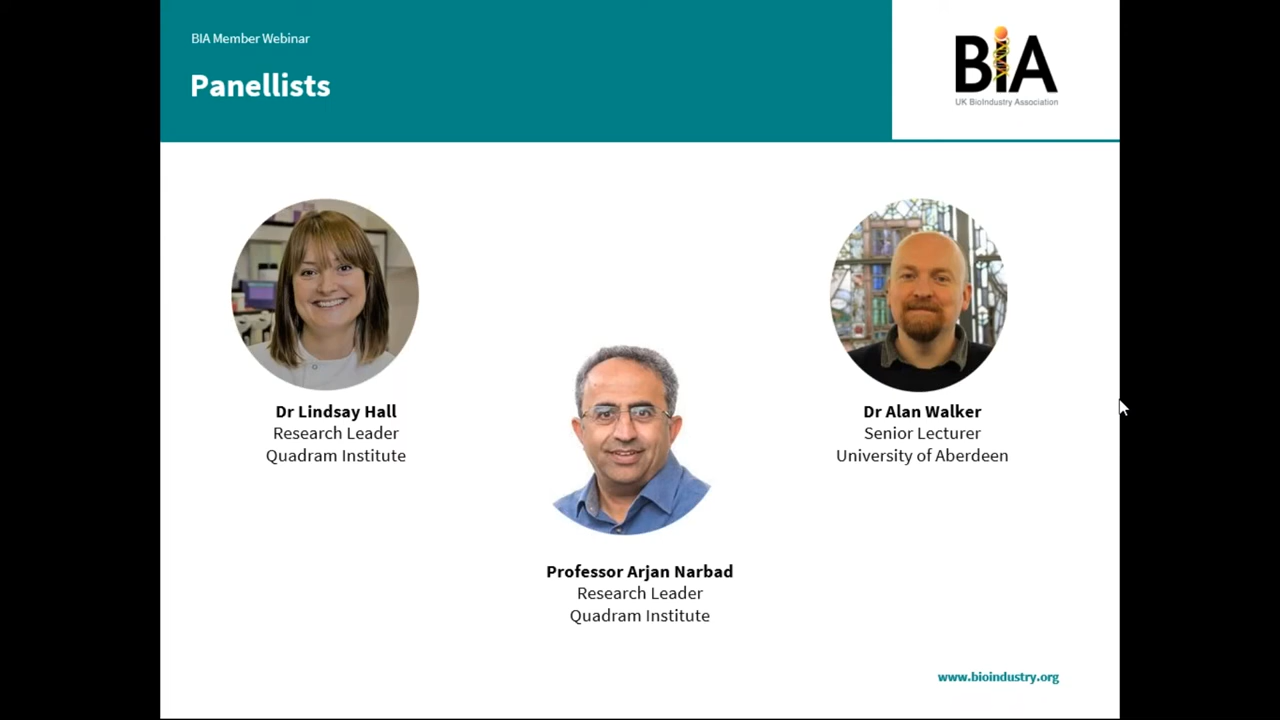 BIA Member Webinar
Panellists
BiA
UK BioIndustry Association
Dr Lindsay Hall
Research Leader
Quadram Institute
Dr Alan Walker
Senior Lecturer
University of Aberdeen
Professor Arjan Narbad
Research Leader
Quadram Institute
www.bioindustry.org